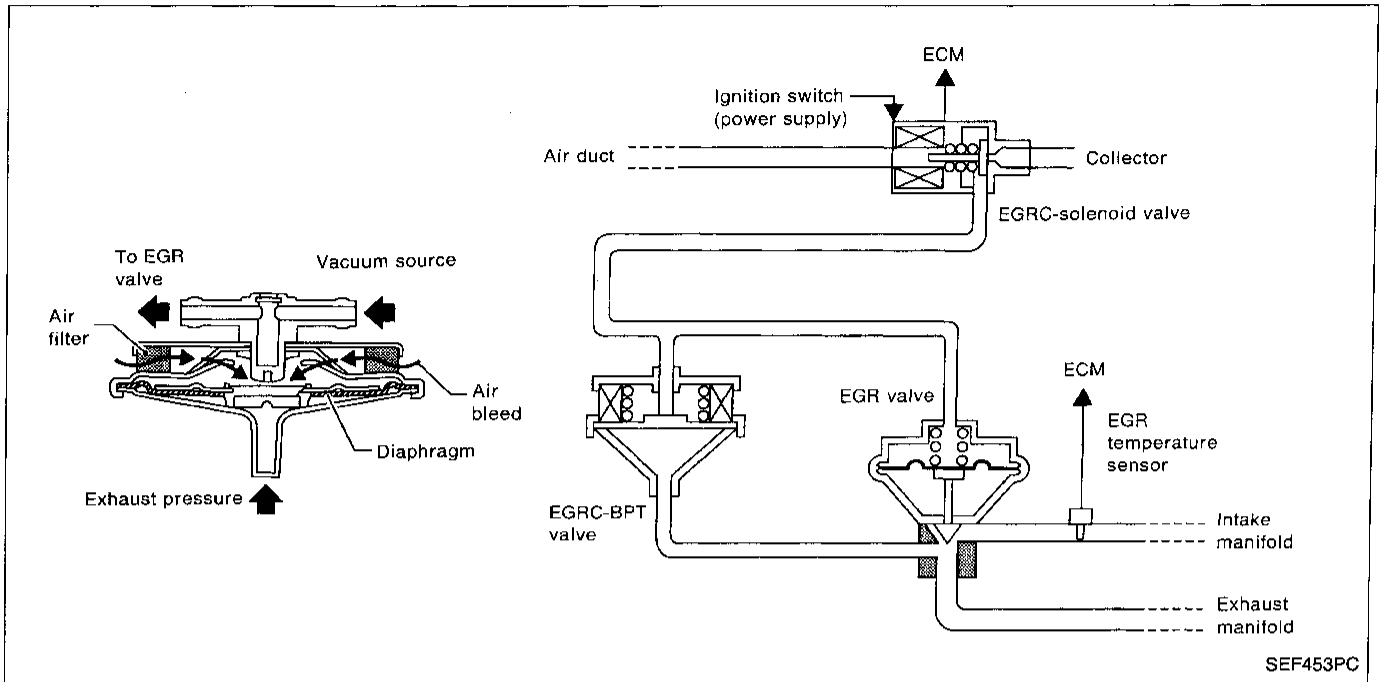 ECM
Ignition switch
(power supply)
Air duct
Collector
EGRC-solenoid valve
To EGR
valve
Vacuum source
Air
filter
Air
bleed
Diaphragm
Exhaust pressure
EGR valve
ECM
EGR
temperature
sensor
EGRC-BPT
valve
Intake
manifold
Exhaust
manifold
SEF453PC